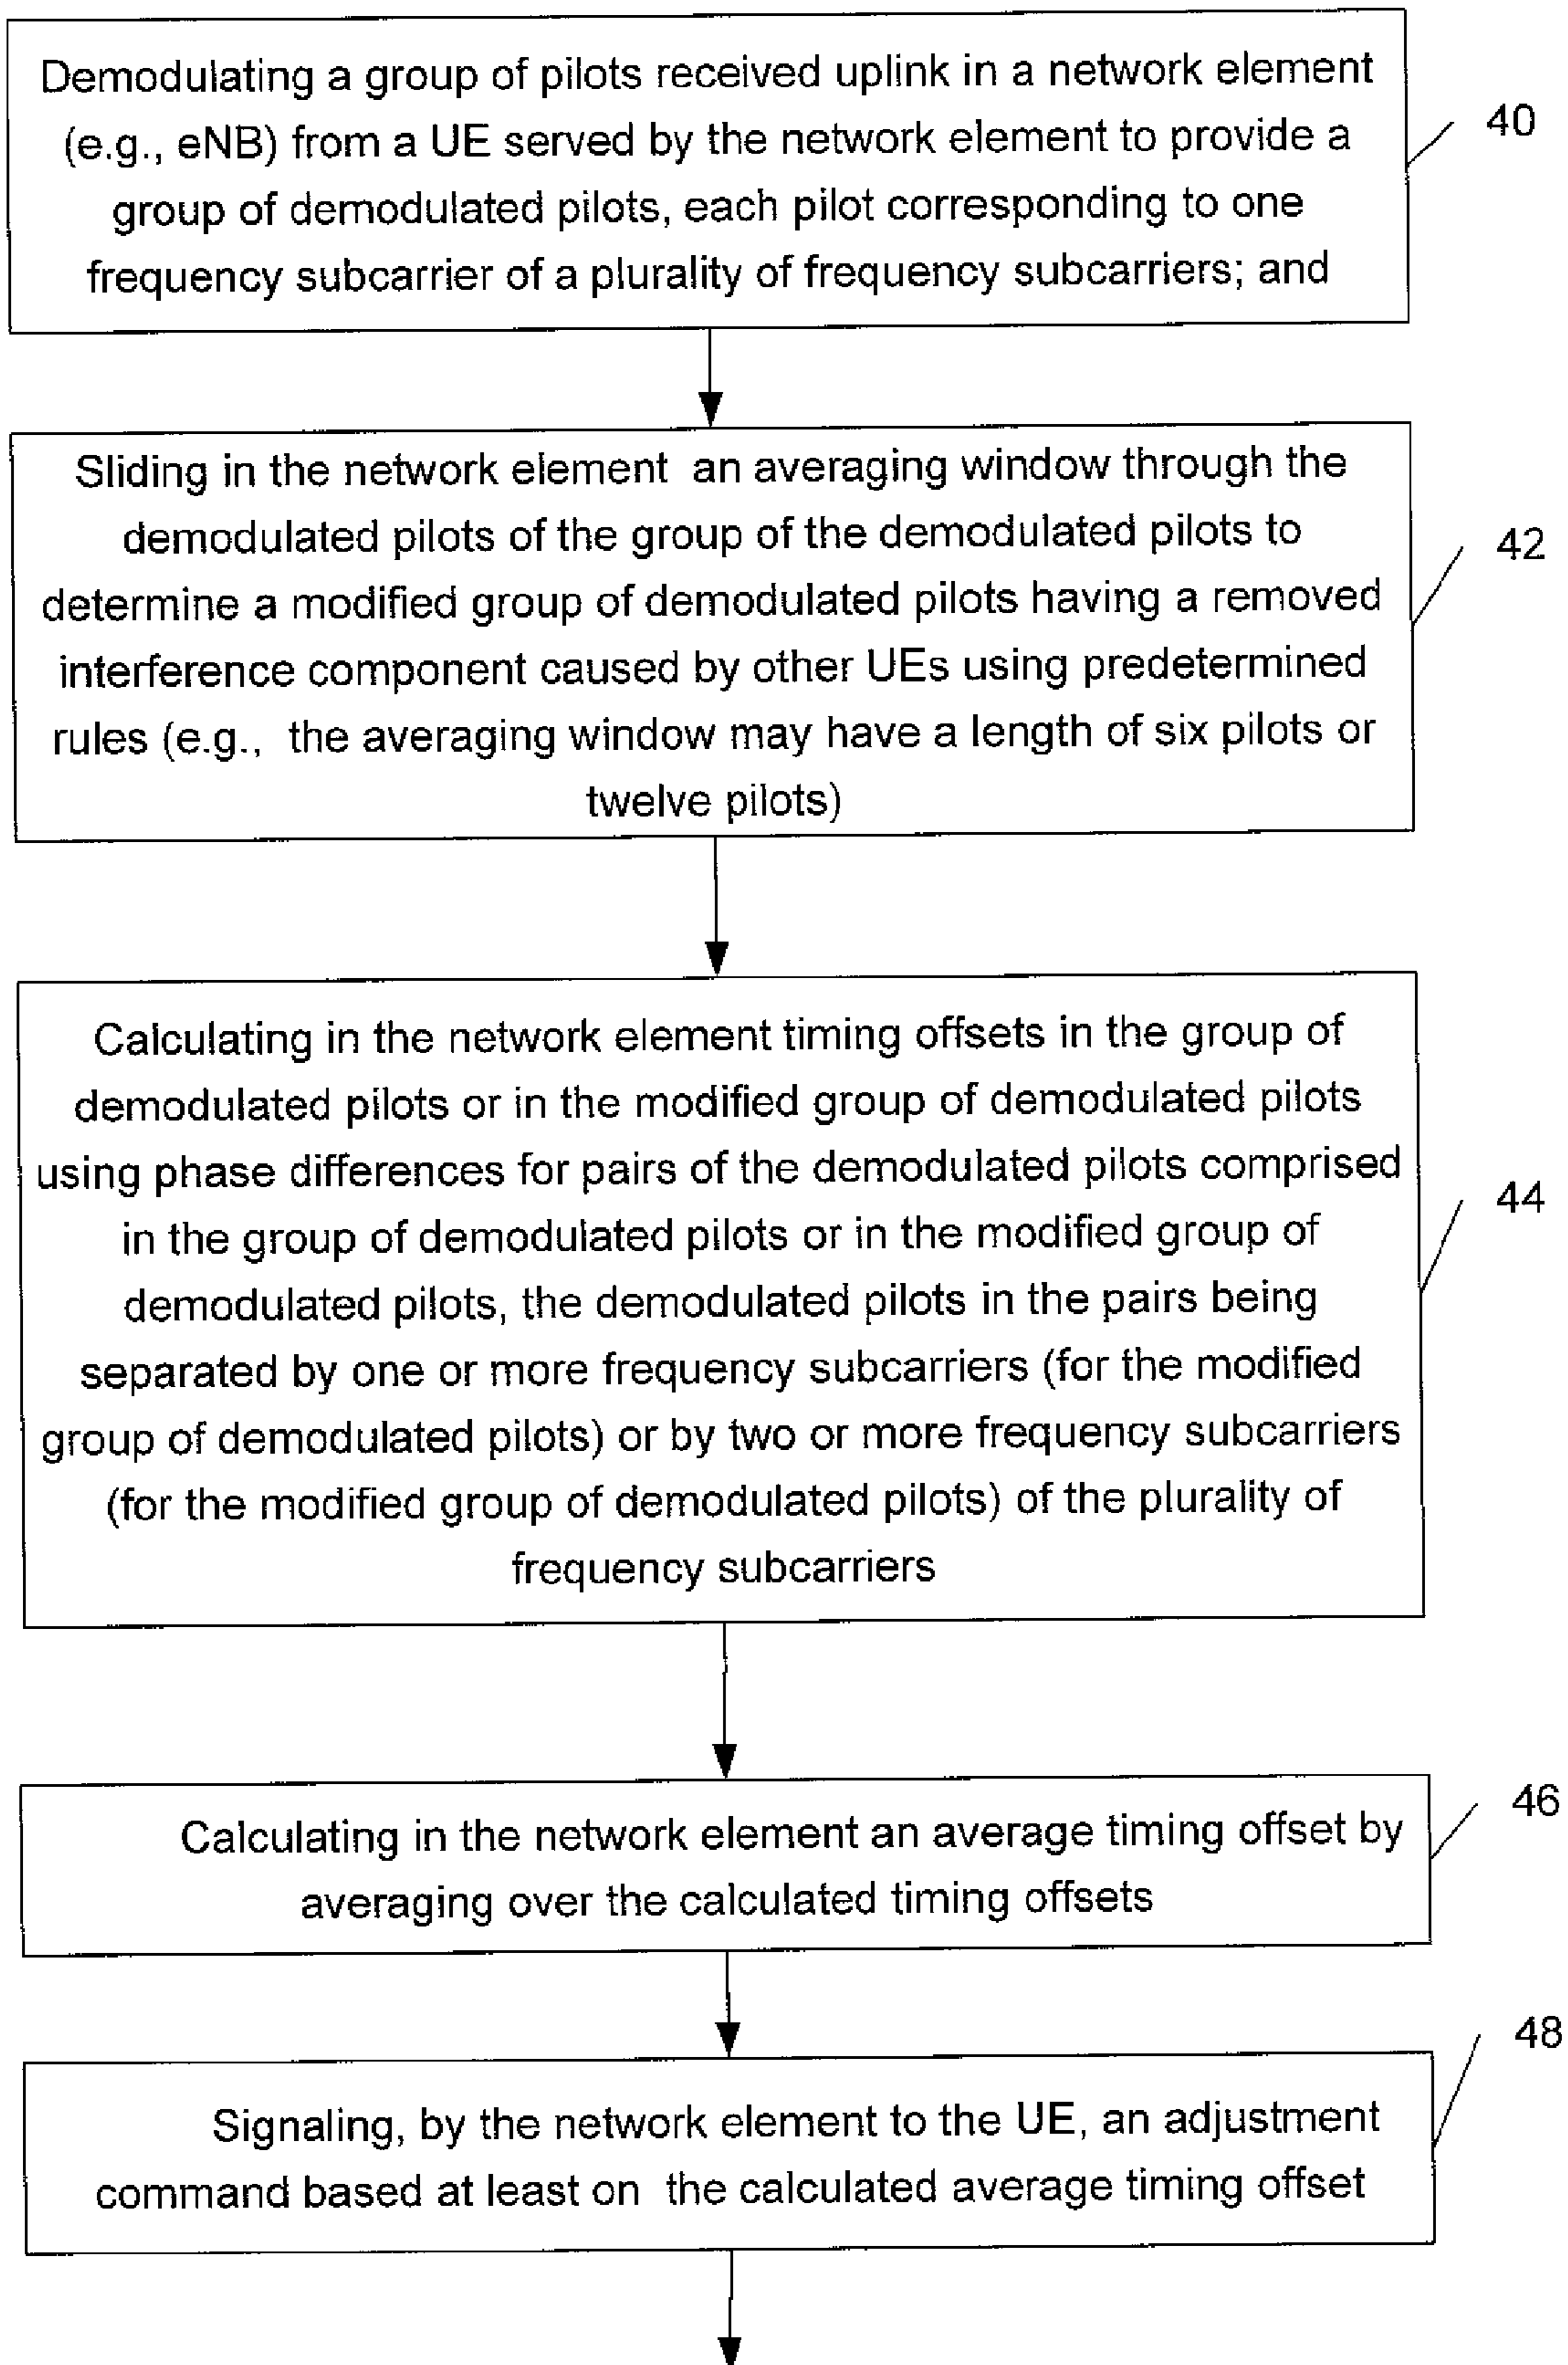 Demodulating a group of pilots received uplink in a network element
(e.g., eNB) from a UE served by the network element to provide a
group of demodulated pilots, each pilot corresponding to one
frequency subcarrier of a plurality of frequency subcarriers; and
40
Sliding in the network element an averaging window through the
demodulated pilots of the group of the demodulated pilots to
determine a modified group of demodulated pilots having a removed
interference component caused by other UEs using predetermined
rules (e.g., the averaging window may have a length of six pilots or
twelve pilots)
42
Calculating in the network element timing offsets in the group of
demodulated pilots or in the modified group of demodulated pilots
using phase differences for pairs of the demodulated pilots comprised
in the group of demodulated pilots or in the modified group of
demodulated pilots, the demodulated pilots in the pairs being
separated by one or more frequency subcarriers (for the modified
group of demodulated pilots) or by two or more frequency subcarriers
(for the modified group of demodulated pilots) of the plurality of
frequency subcarriers
44
Calculating in the network element an average timing offset by
averaging over the calculated timing offsets
46
Signaling, by the network element to the UE, an adjustment
command based at least on the calculated average timing offset
48